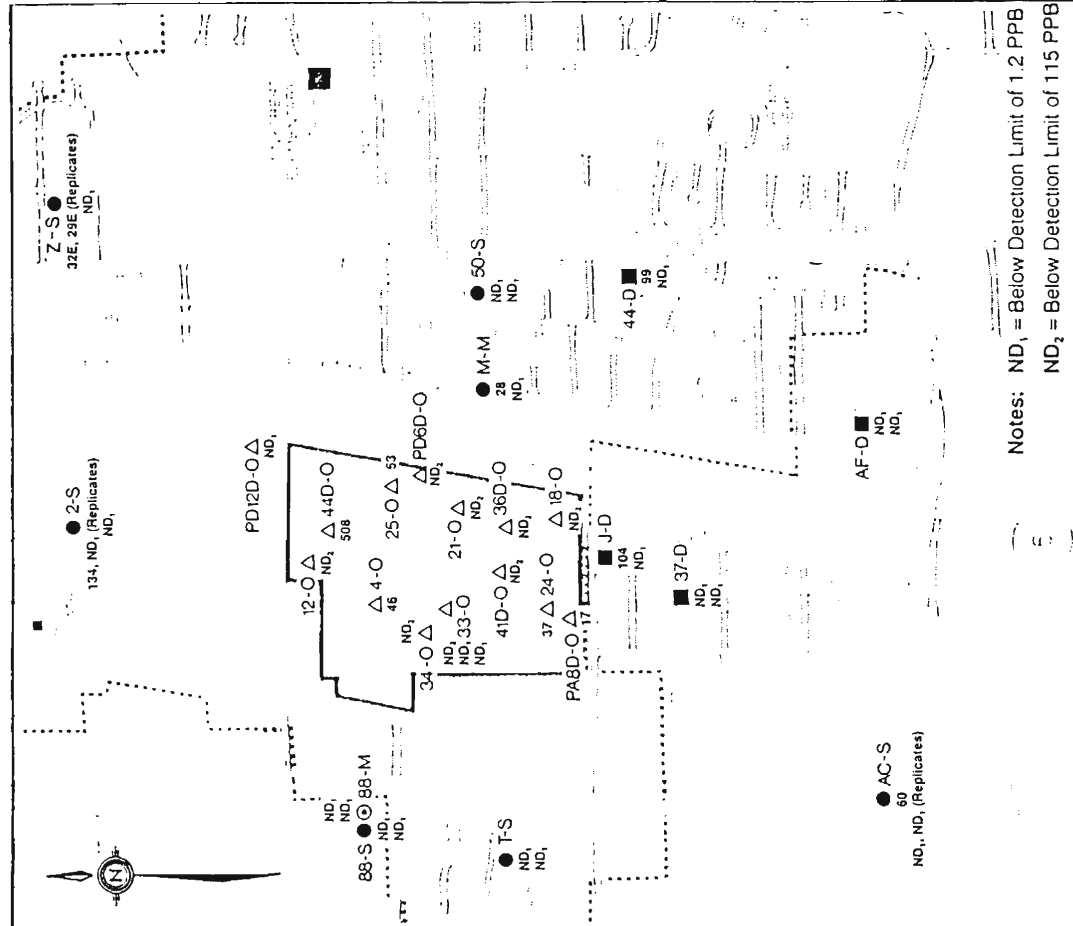 Z-S
32E, 29E (Replicates)
ND₁
2-S
134, ND₁ (Replicates)
ND₁
PD12D-O
ND₁
50-S
ND₁
ND₁
M-M
28
ND₁
44-D
99
ND₁
12-O
ND₂
44D-O
508
4-O
46
25-O
53
PD6D-O
ND₂
21-O
ND₂
36D-O
ND₂
18-O
ND₂
34-O
ND₂
33-O
ND₂
ND₁
ND₁
41D-O
ND₂
24-O
37
PA8D-O
17
J-D
104
ND₁
37-D
ND₁
ND₁
AF-D
ND₁
ND₁
88-M
ND₁
ND₁
88-S
ND₁
ND₁
T-S
ND₁
ND₁
AC-S
60
ND₁, ND₁ (Replicates)
N
Notes: ND₁ = Below Detection Limit of 1.2 PPB
ND₂ = Below Detection Limit of 115 PPB